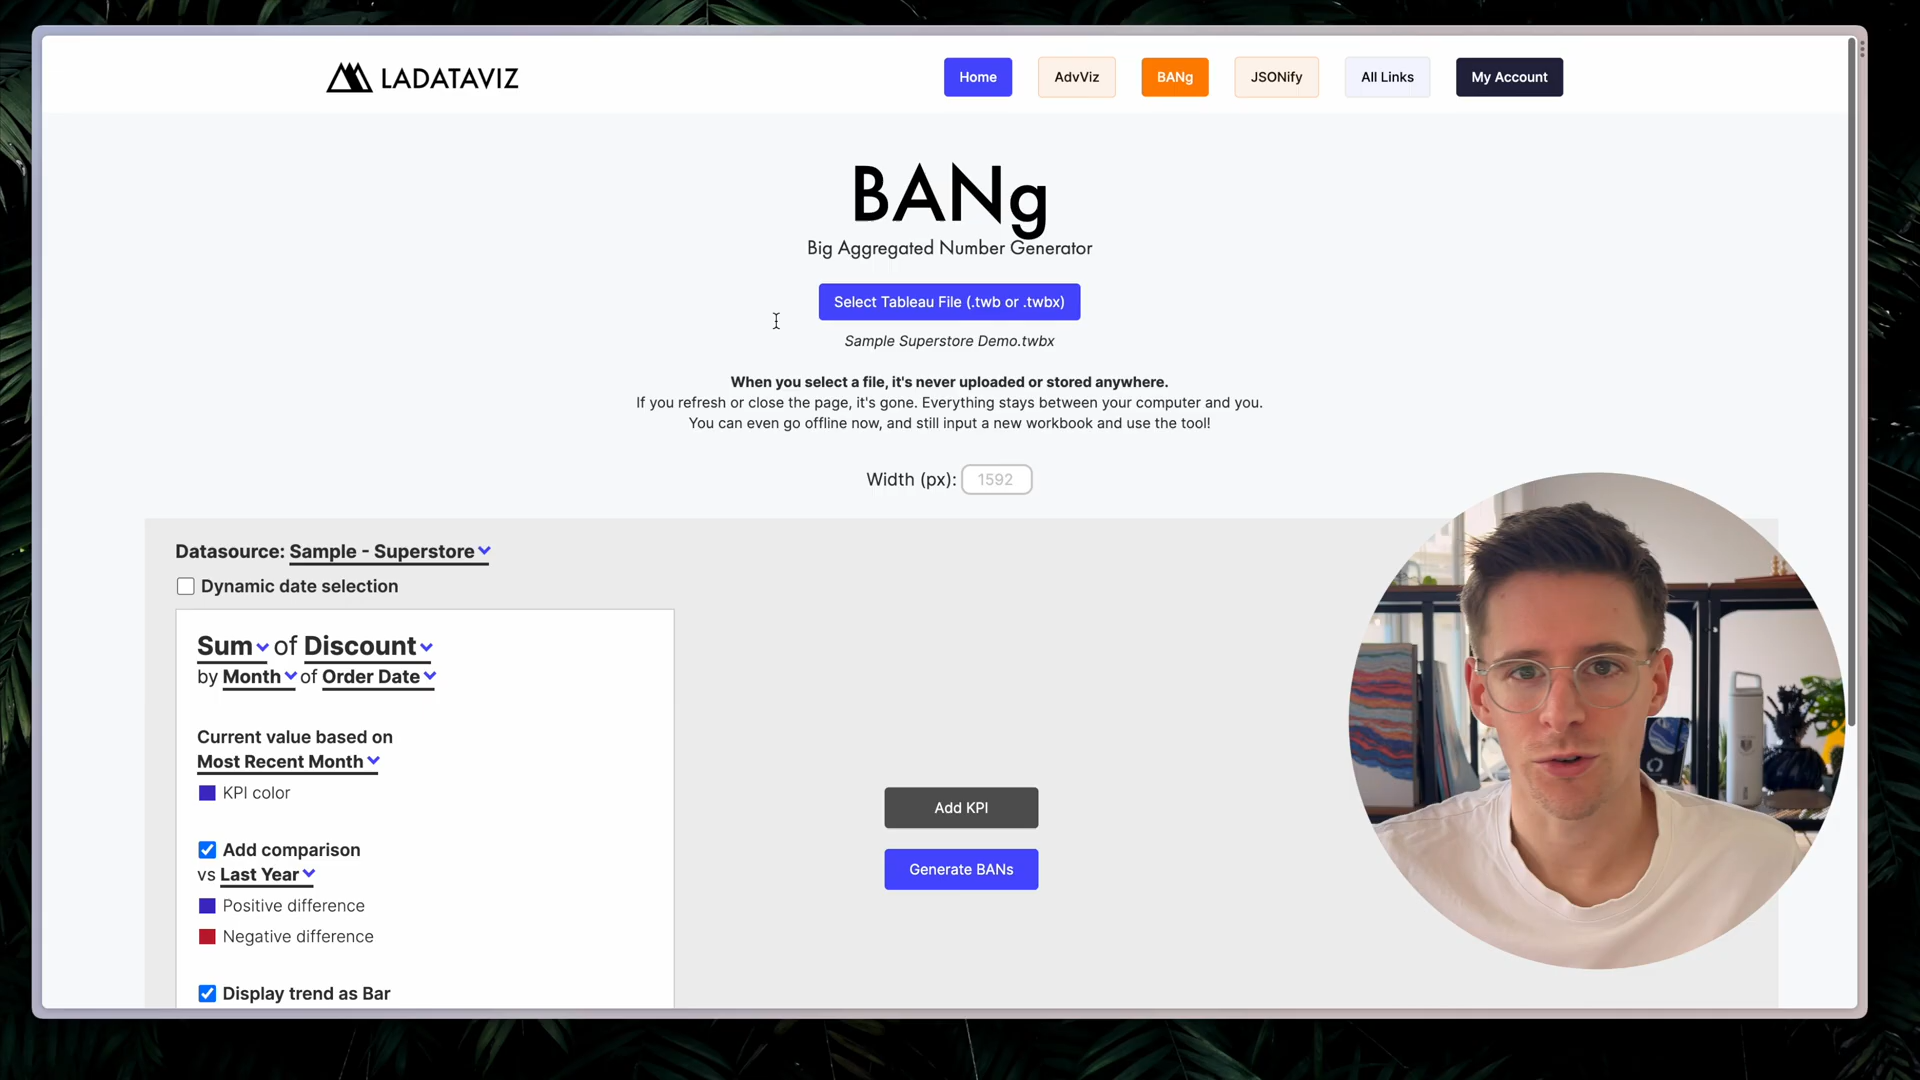 LADATAVIZ
Home
AdvViz
BANg
JSONify
All Links
My Account
BANg
Big Aggregated Number Generator
Select Tableau File (.twb or .twbx)
Sample Superstore Demo.twbx
When you select a file, it's never uploaded or stored anywhere.
If you refresh or close the page, it's gone. Everything stays between your computer and you.
You can even go offline now, and still input a new workbook and use the tool!
Width (px): 1592
Datasource: Sample - Superstore
Dynamic date selection
Sum of Discount
by Month of Order Date
Current value based on
Most Recent Month
KPI color
Add comparison
vs Last Year
Positive difference
Negative difference
Display trend as Bar
Add KPI
Generate BANs